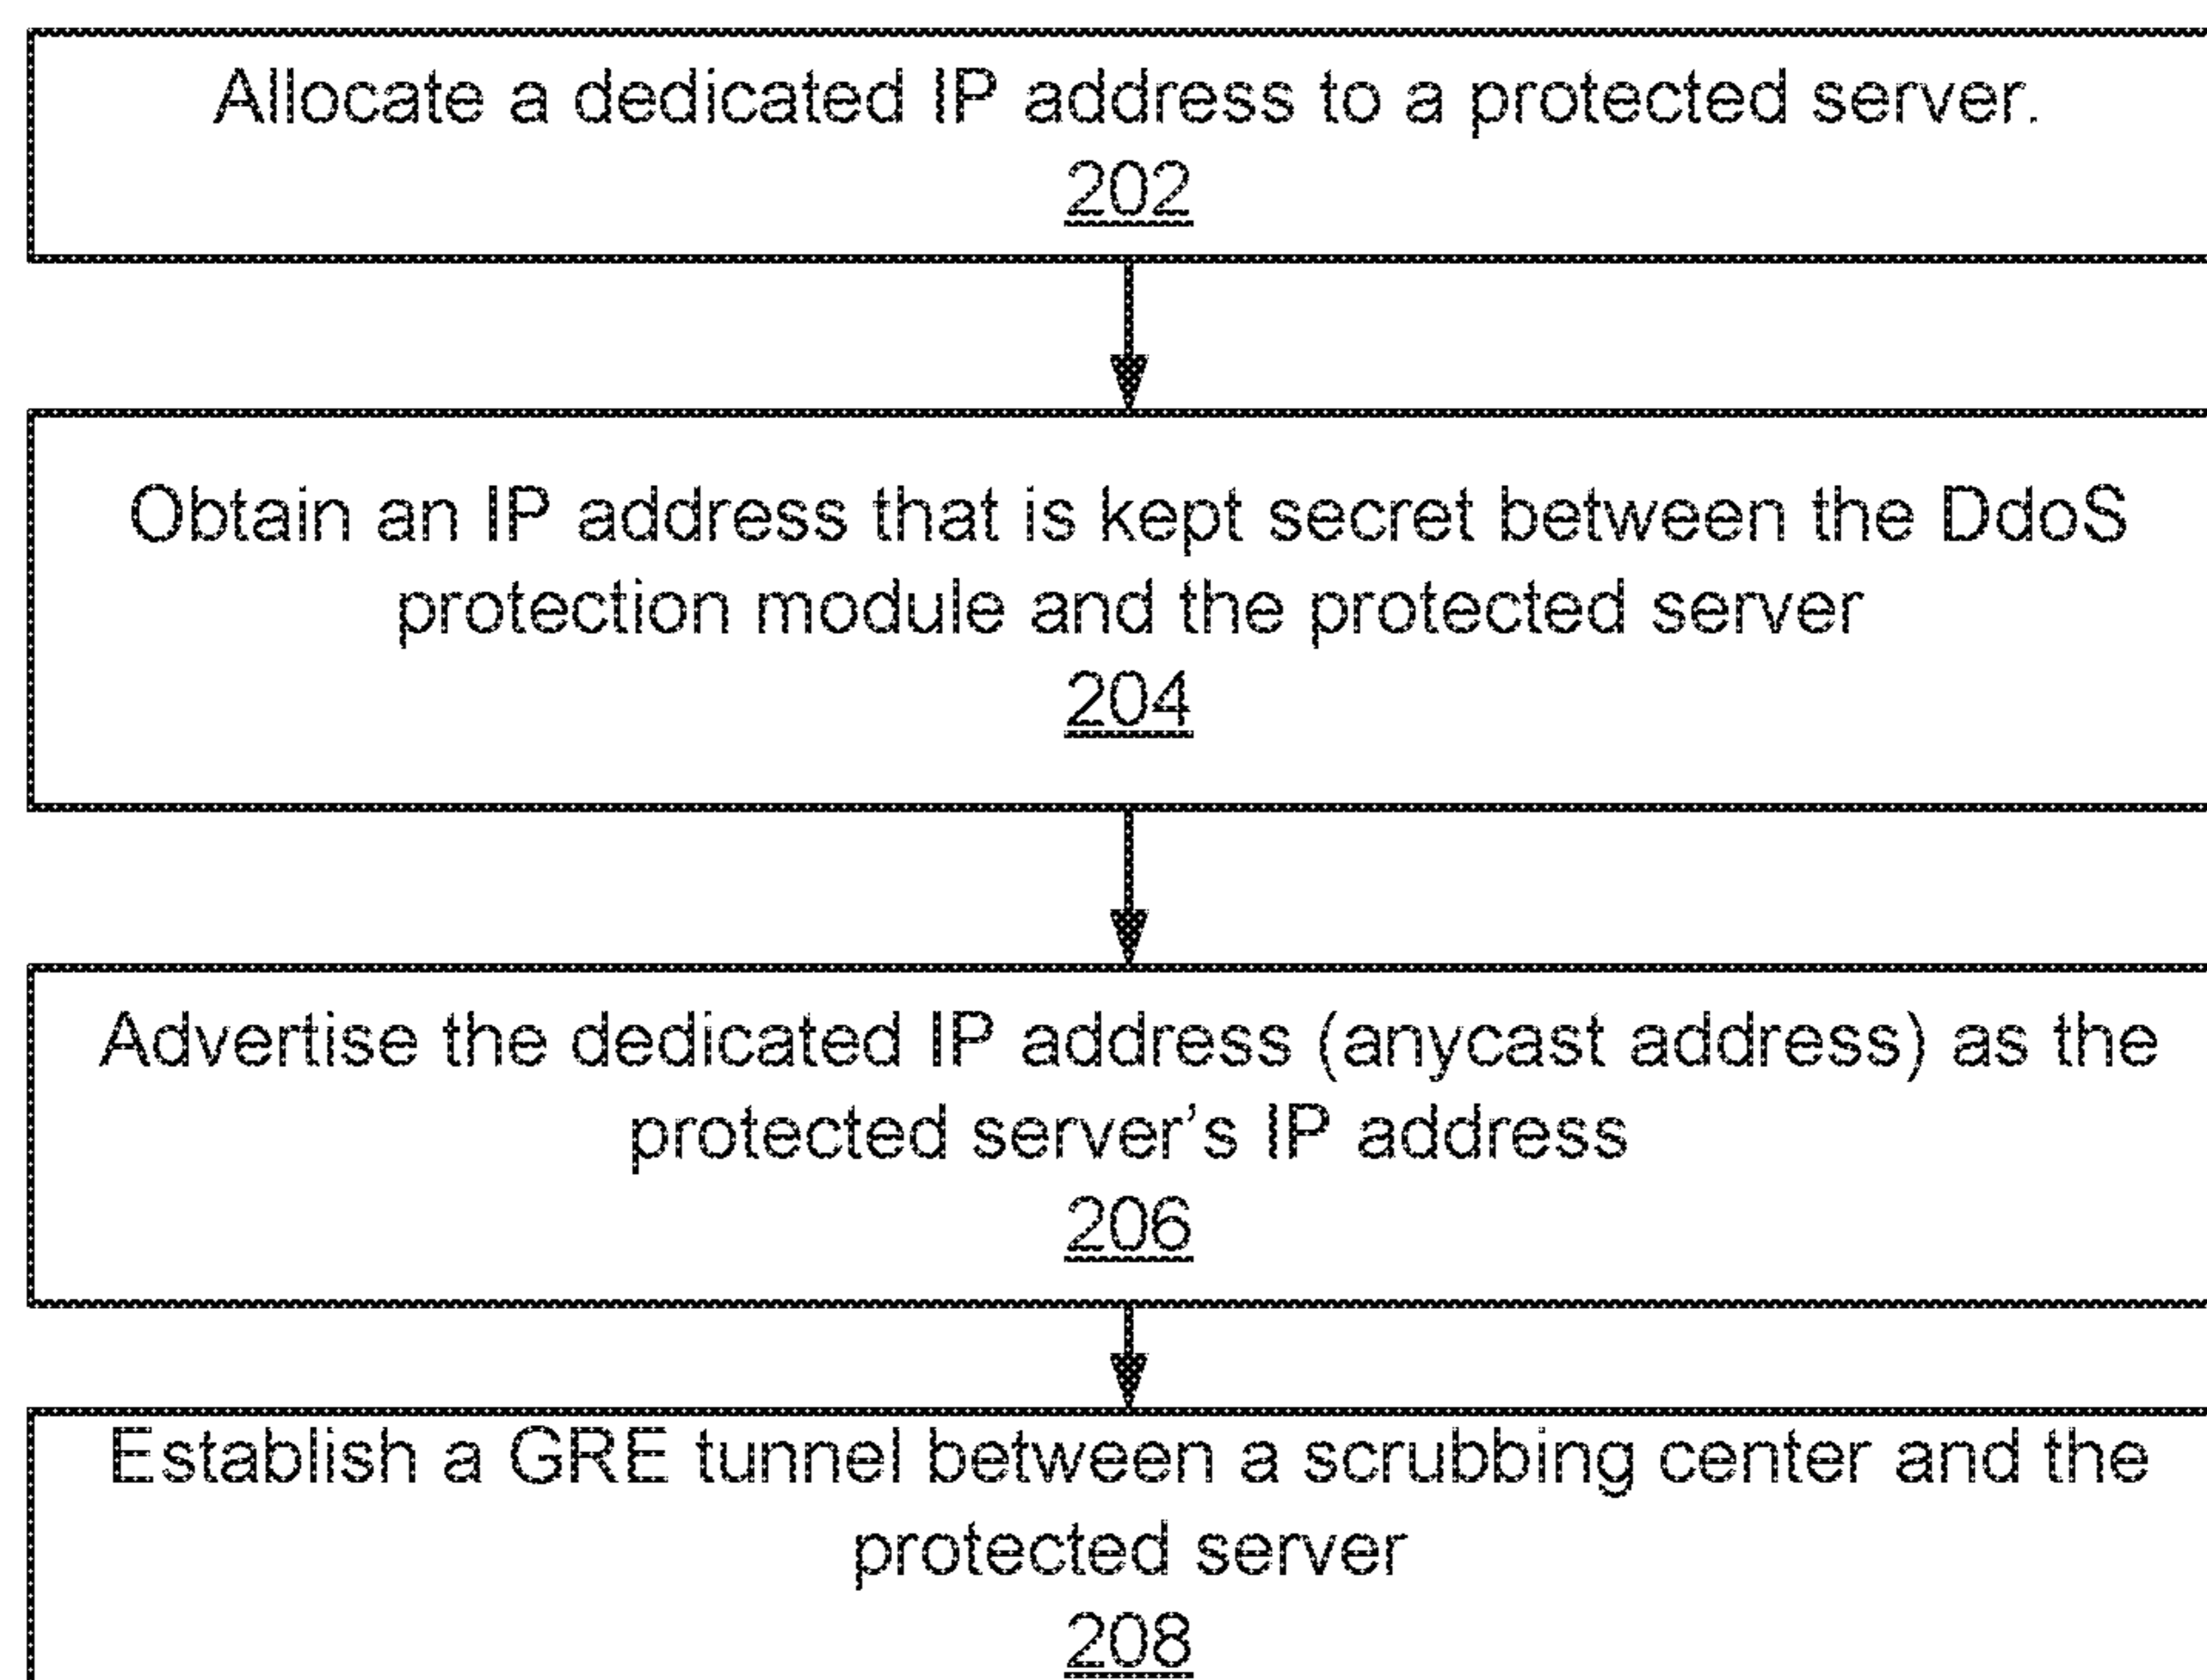 Allocate a dedicated IP address to a protected server.
202
Obtain an IP address that is kept secret between the DdoS
protection module and the protected server
204
Advertise the dedicated IP address (anycast address) as the
protected server's IP address
206
Establish a GRE tunnel between a scrubbing center and the
protected server
208